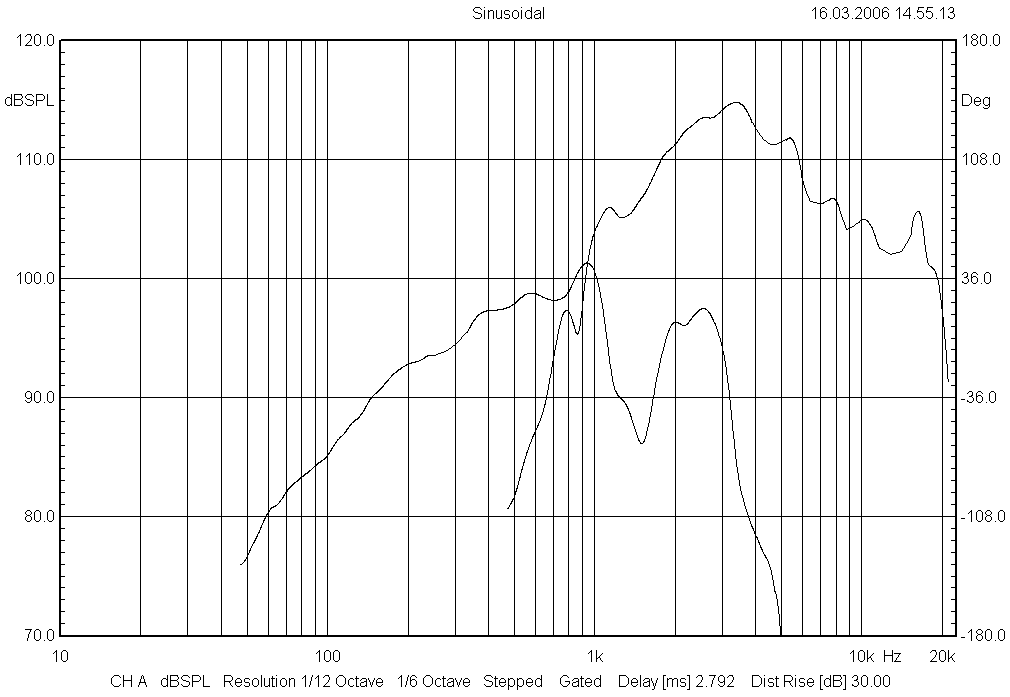 Sinusoidal 16.03.2006 14.55.13
120.0 180.0
dBSPL Deg
110.0 108.0
100.0 36.0
90.0 -36.0
80.0 -108.0
70.0 -180.0
10 100 1k 10k Hz 20k
CH A dBSPL Resolution 1/12 Octave 1/6 Octave Stepped Gated Delay [ms] 2.792 Dist Rise [dB] 30.00